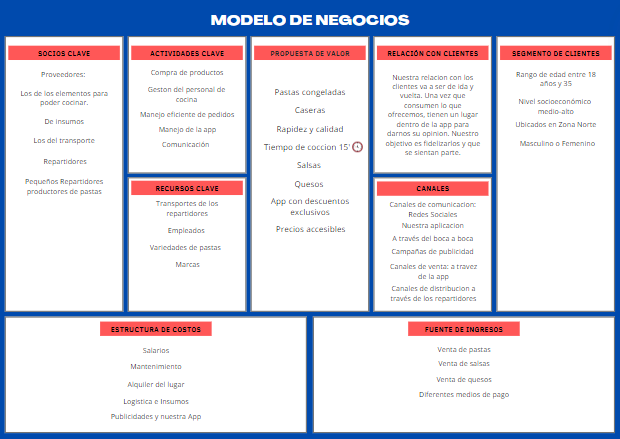 MODELO DE NEGOCIOS
SOCIOS CLAVE
Proveedores:
Los de los elementos para
poder cocinar.
De insumos
Los del transporte
Repartidores
Pequeños Repartidores
productores de pastas
ACTIVIDADES CLAVE
Compra de productos
Geston del personal de
cocina
Manejo eficiente de pedidos
Manejo de la app
Comunicación
RECURSOS CLAVE
Transportes de los
repartidores
Empleados
Variedades de pastas
Marcas
PROPUESTA DE VALOR
Pastas congeladas
Caseras
Rapidez y calidad
Tiempo de coccion 15'
Salsas
Quesos
App con descuentos
exclusivos
Precios accesibles
RELACIÓN CON CLIENTES
Nuestra relacion con los
clientes va a ser de ida y
vuelta. Una vez que
consumen lo que
ofrecemos, tienen un lugar
dentro de la app para
darnos su opinion. Nuestro
objetivo es fidelizarlos y que
se sientan parte.
CANALES
Canales de comunicacion:
Redes Sociales
Nuestra aplicacion
A través del boca a boca
Campañas de publicidad
Canales de venta: a travez
de la app
Canales de distribucion a
través de los repartidores
SEGMENTO DE CLIENTES
Rango de edad entre 18
años y 35
Nivel socioeconómico
medio-alto
Ubicados en Zona Norte
Masculino o Femenino
ESTRUCTURA DE COSTOS
Salarios
Mantenimiento
Alquiler del lugar
Logistica e Insumos
Publicidades y nuestra App
FUENTE DE INGRESOS
Venta de pastas
Venta de salsas
Venta de quesos
Diferentes medios de pago